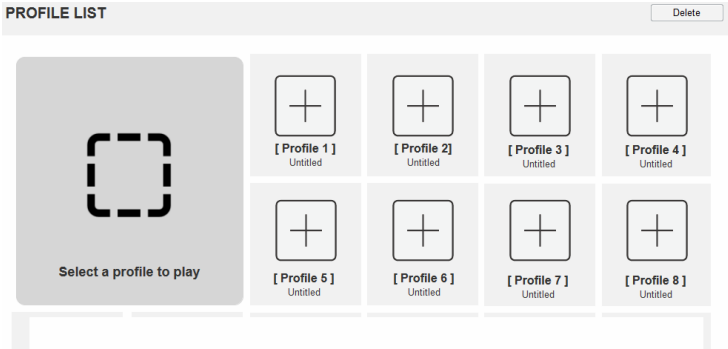 PROFILE LIST
Delete
Select a profile to play
[ Profile 1 ]
Untitled
[ Profile 2]
Untitled
[ Profile 3 ]
Untitled
[ Profile 4 ]
Untitled
[ Profile 5 ]
Untitled
[ Profile 6 ]
Untitled
[ Profile 7 ]
Untitled
[ Profile 8 ]
Untitled